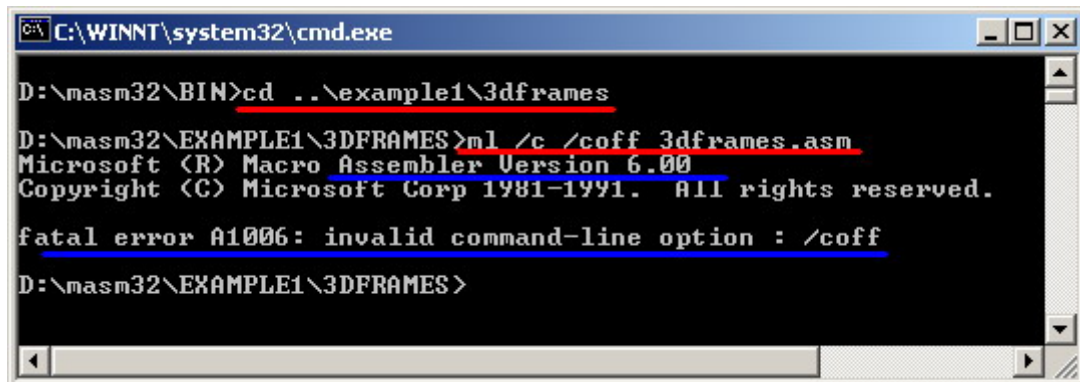 C:\WINNT\system32\cmd.exe
D:\masm32\BIN>cd ..\example1\3dframes
D:\masm32\EXAMPLE1\3DFRAMES>ml /c /coff 3dframes.asm
Microsoft (R) Macro Assembler Version 6.00
Copyright (C) Microsoft Corp 1981-1991.  All rights reserved.
fatal error A1006: invalid command-line option : /coff
D:\masm32\EXAMPLE1\3DFRAMES>